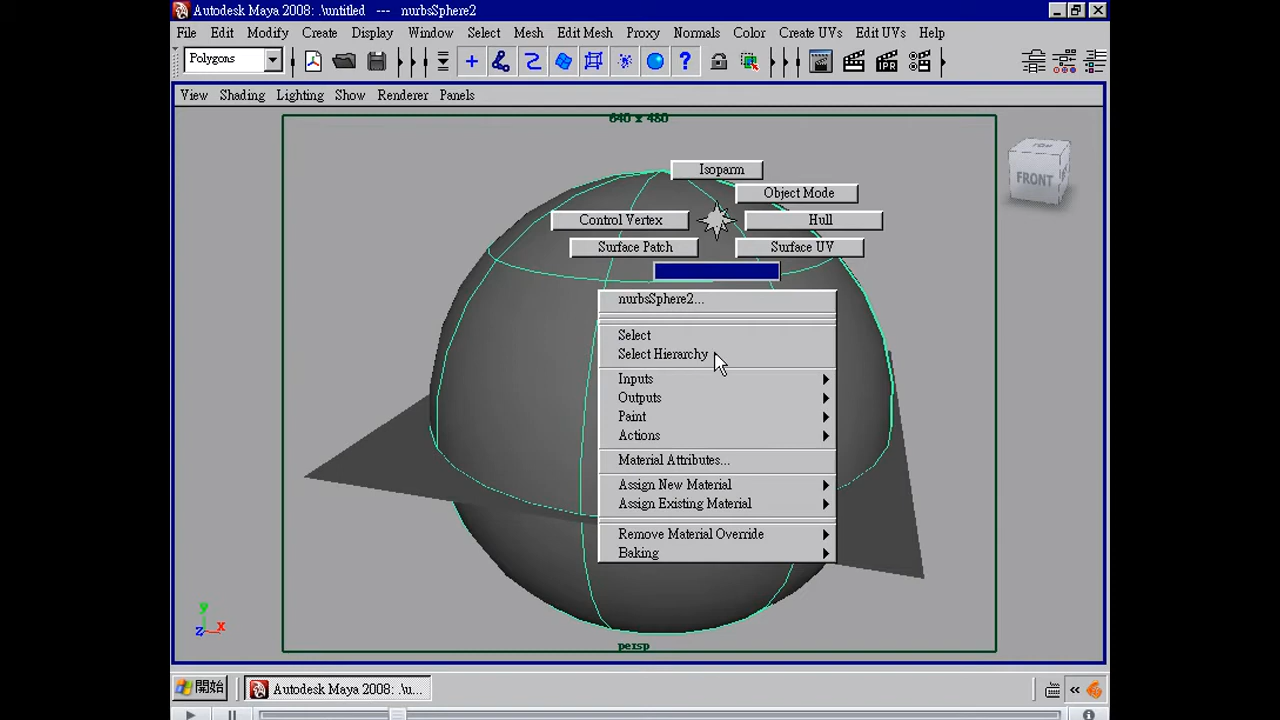 Autodesk Maya 2008: .\untitled --- nurbsSphere2
File Edit Modify Create Display Window Select Mesh Edit Mesh Proxy Normals Color Create UVs Edit UVs Help
Polygons
IPR
View Shading Lighting Show Renderer Panels
640 x 480
TOP
FRONT
Isoparm
Object Mode
Control Vertex
Hull
Surface Patch
Surface UV
nurbsSphere2...
Select
Select Hierarchy
Inputs
Outputs
Paint
Actions
Material Attributes...
Assign New Material
Assign Existing Material
Remove Material Override
Baking
y
z x
persp
開始
Autodesk Maya 2008: .\u...